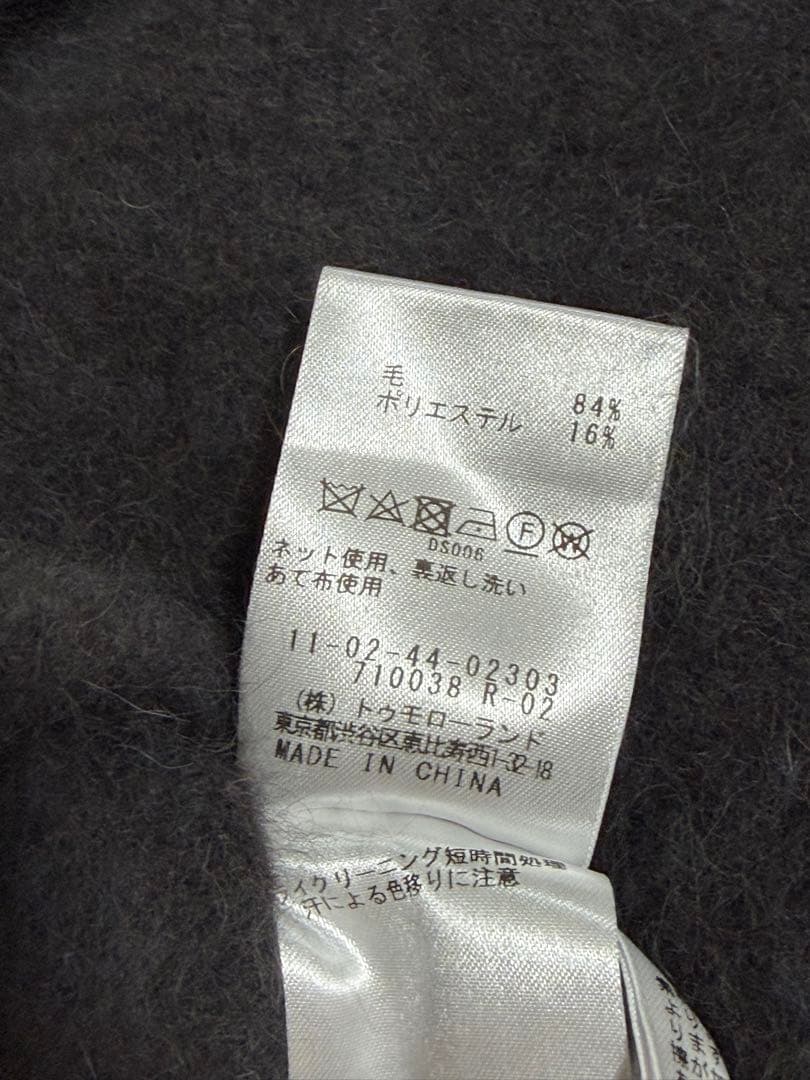 毛 84%
ポリエステル 16%
F W
DS006
ネット使用、裏返し洗い
あて布使用
11-02-44-02303
710038 R-02
(株)トゥモローランド
東京都渋谷区恵比寿西1-32-18
MADE IN CHINA
イクリーニング短時間処理
汗による色移りに注意